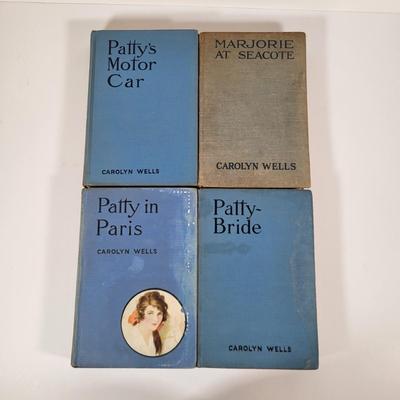 Patty's
Motor
Car
CAROLYN WELLS
MARJORIE
AT SEACOTE
CAROLYN WELLS
Patty in
Paris
CAROLYN WELLS
Patty-
Bride
CAROLYN WELLS